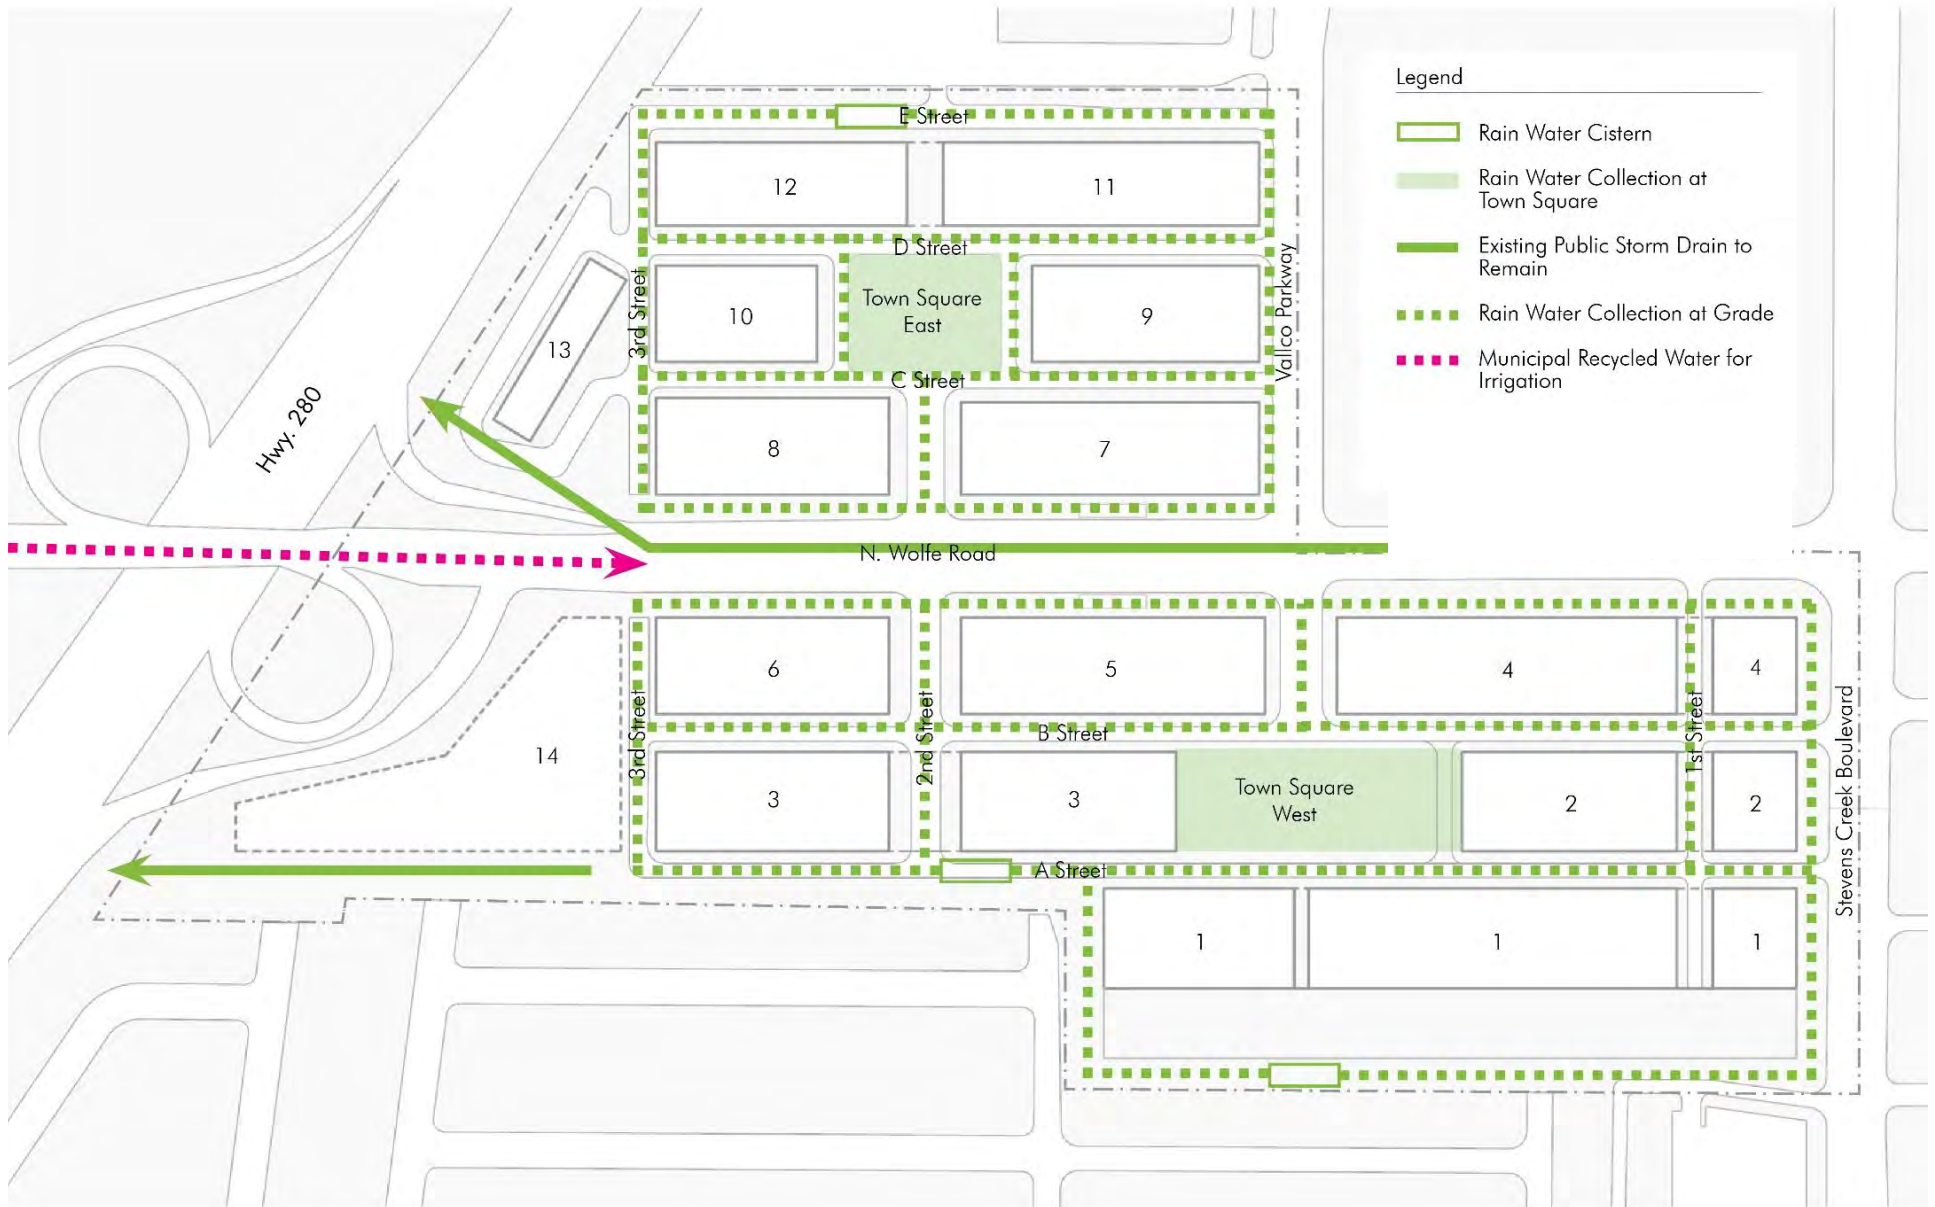 Legend
Rain Water Cistern
Rain Water Collection at
Town Square
Existing Public Storm Drain to
Remain
Rain Water Collection at Grade
Municipal Recycled Water for
Irrigation
E Street
12
11
D Street
3rd Street
10
Town Square
East
9
Vallco Parkway
13
C Street
Hwy. 280
8
7
N. Wolfe Road
6
5
4
4
3rd Street
2nd Street
B Street
1st Street
Stevens Creek Boulevard
14
3
3
Town Square
West
2
2
A Street
1
1
1